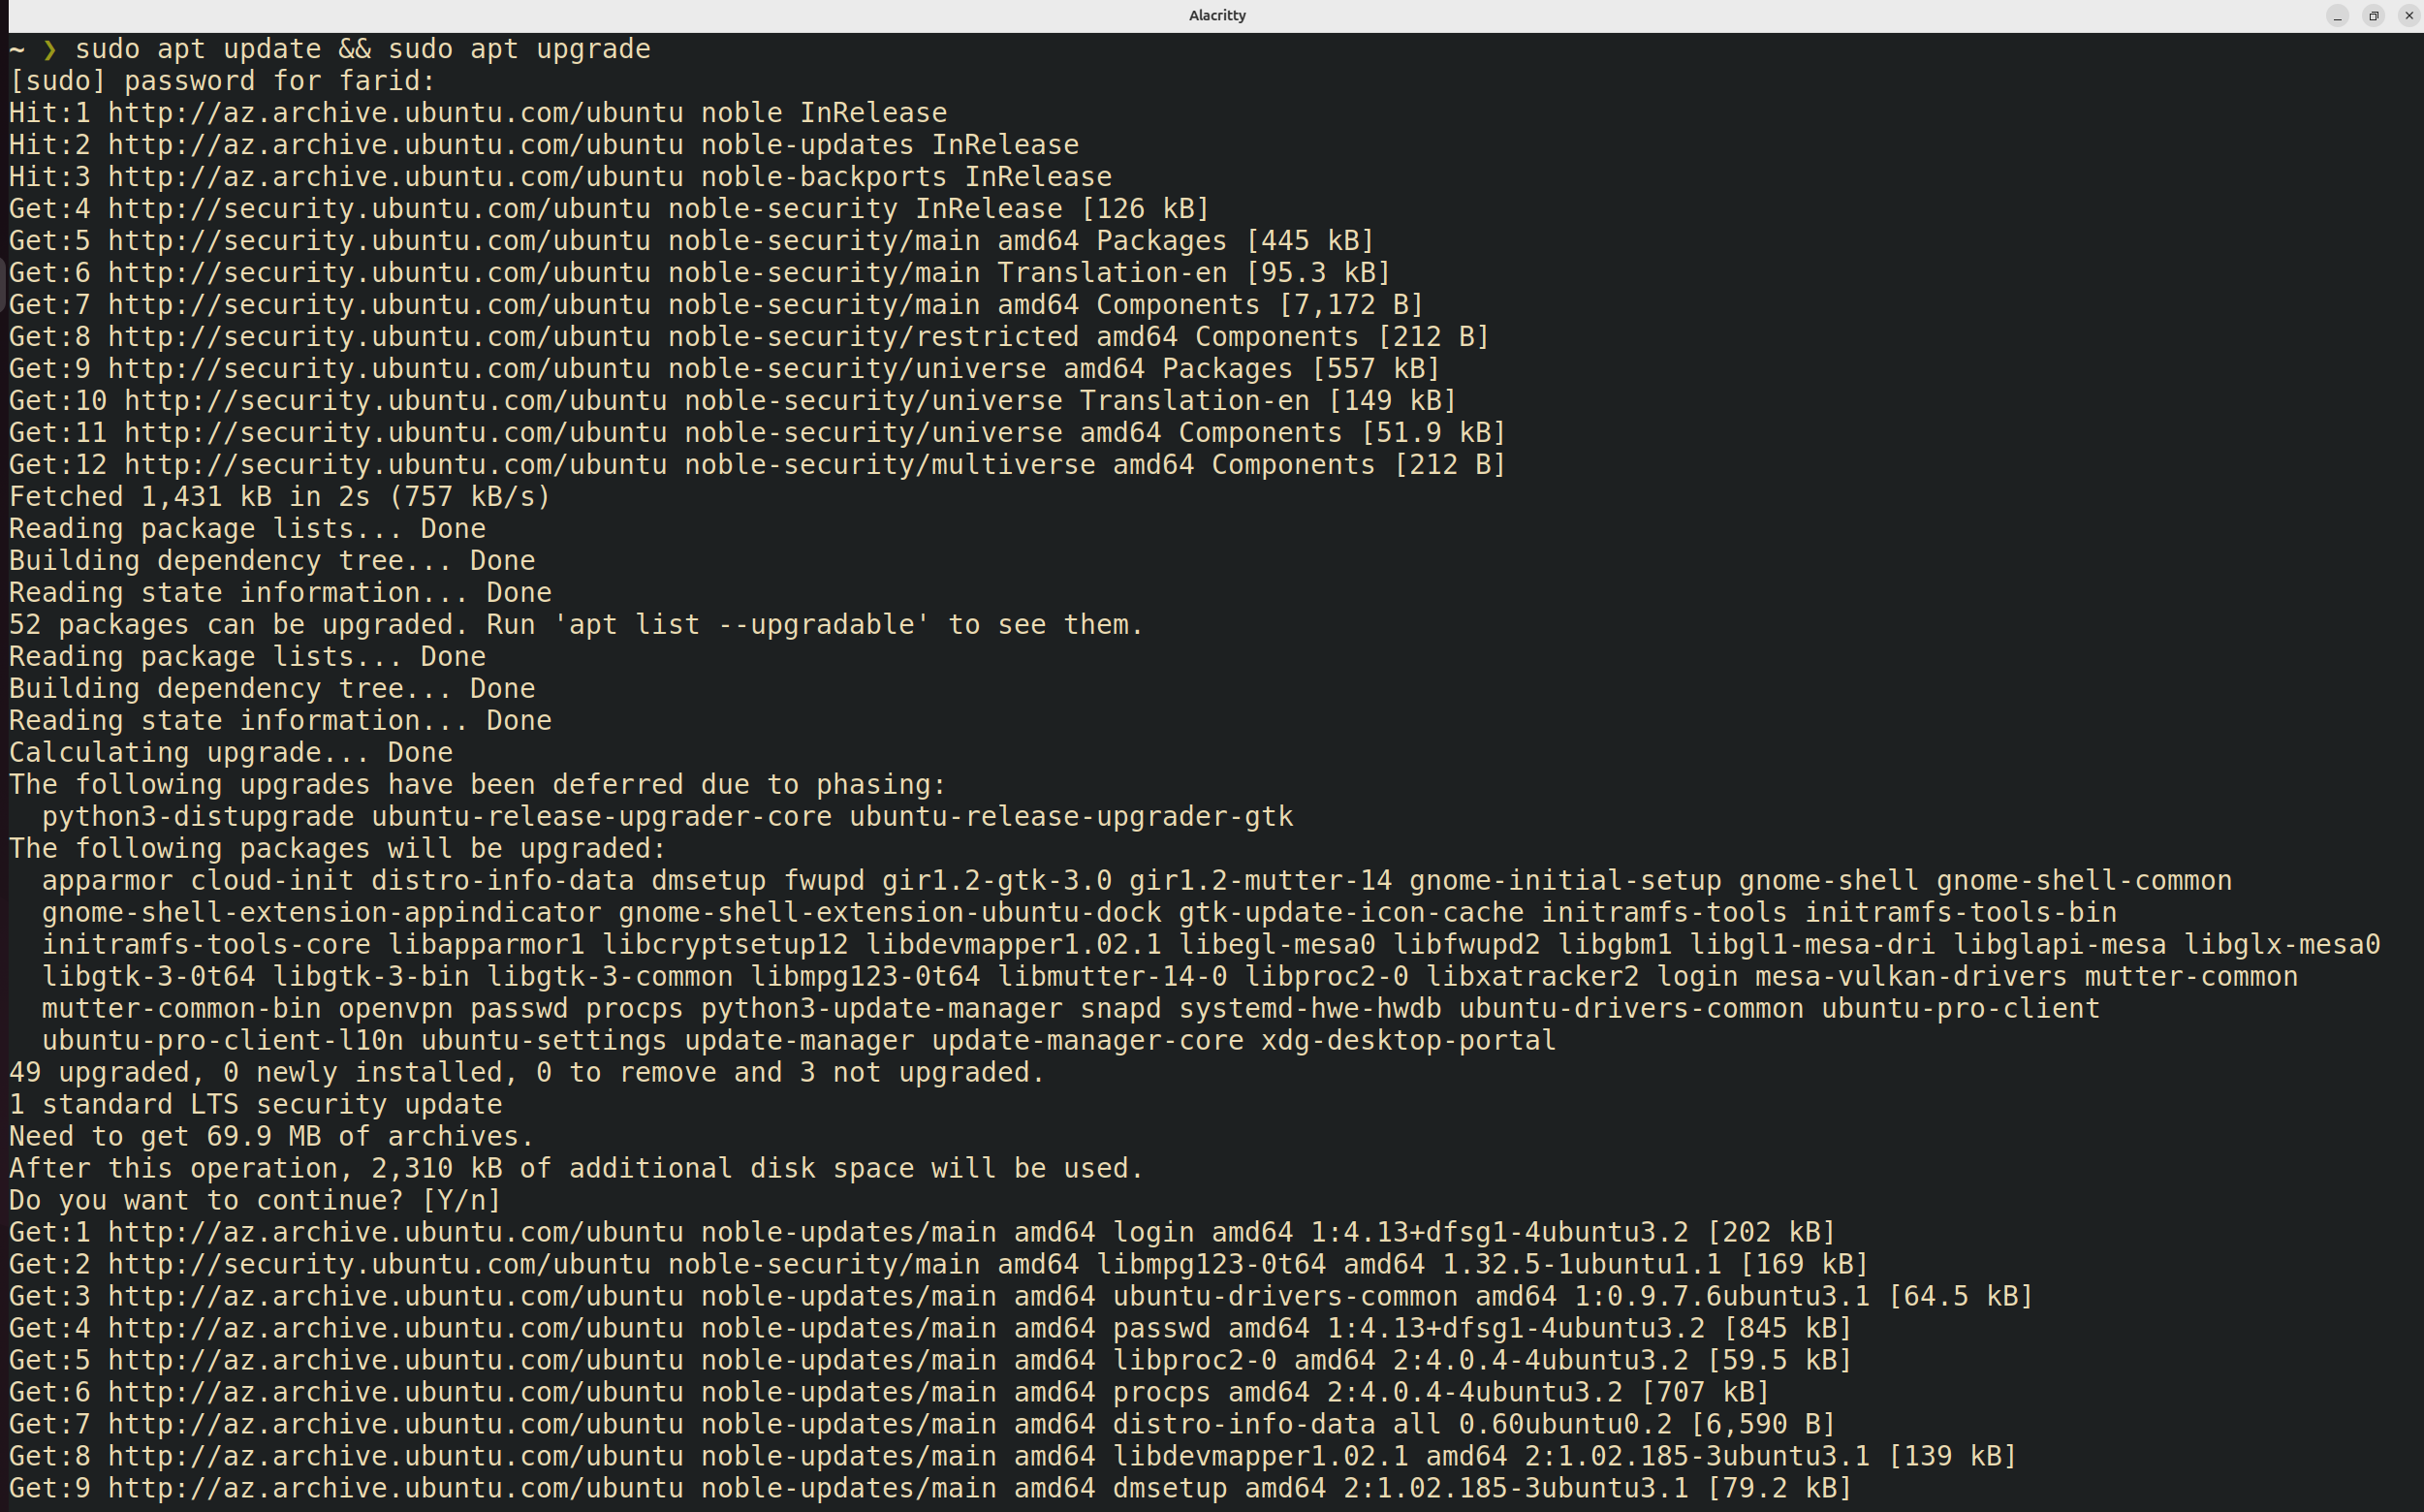 Alacritty
~ ❯ sudo apt update && sudo apt upgrade
[sudo] password for farid:
Hit:1 http://az.archive.ubuntu.com/ubuntu noble InRelease
Hit:2 http://az.archive.ubuntu.com/ubuntu noble-updates InRelease
Hit:3 http://az.archive.ubuntu.com/ubuntu noble-backports InRelease
Get:4 http://security.ubuntu.com/ubuntu noble-security InRelease [126 kB]
Get:5 http://security.ubuntu.com/ubuntu noble-security/main amd64 Packages [445 kB]
Get:6 http://security.ubuntu.com/ubuntu noble-security/main Translation-en [95.3 kB]
Get:7 http://security.ubuntu.com/ubuntu noble-security/main amd64 Components [7,172 B]
Get:8 http://security.ubuntu.com/ubuntu noble-security/restricted amd64 Components [212 B]
Get:9 http://security.ubuntu.com/ubuntu noble-security/universe amd64 Packages [557 kB]
Get:10 http://security.ubuntu.com/ubuntu noble-security/universe Translation-en [149 kB]
Get:11 http://security.ubuntu.com/ubuntu noble-security/universe amd64 Components [51.9 kB]
Get:12 http://security.ubuntu.com/ubuntu noble-security/multiverse amd64 Components [212 B]
Fetched 1,431 kB in 2s (757 kB/s)
Reading package lists... Done
Building dependency tree... Done
Reading state information... Done
52 packages can be upgraded. Run 'apt list --upgradable' to see them.
Reading package lists... Done
Building dependency tree... Done
Reading state information... Done
Calculating upgrade... Done
The following upgrades have been deferred due to phasing:
  python3-distupgrade ubuntu-release-upgrader-core ubuntu-release-upgrader-gtk
The following packages will be upgraded:
  apparmor cloud-init distro-info-data dmsetup fwupd gir1.2-gtk-3.0 gir1.2-mutter-14 gnome-initial-setup gnome-shell gnome-shell-common
  gnome-shell-extension-appindicator gnome-shell-extension-ubuntu-dock gtk-update-icon-cache initramfs-tools initramfs-tools-bin
  initramfs-tools-core libapparmor1 libcryptsetup12 libdevmapper1.02.1 libegl-mesa0 libfwupd2 libgbm1 libgl1-mesa-dri libglapi-mesa libglx-mesa0
  libgtk-3-0t64 libgtk-3-bin libgtk-3-common libmpg123-0t64 libmutter-14-0 libproc2-0 libxatracker2 login mesa-vulkan-drivers mutter-common
  mutter-common-bin openvpn passwd procps python3-update-manager snapd systemd-hwe-hwdb ubuntu-drivers-common ubuntu-pro-client
  ubuntu-pro-client-l10n ubuntu-settings update-manager update-manager-core xdg-desktop-portal
49 upgraded, 0 newly installed, 0 to remove and 3 not upgraded.
1 standard LTS security update
Need to get 69.9 MB of archives.
After this operation, 2,310 kB of additional disk space will be used.
Do you want to continue? [Y/n]
Get:1 http://az.archive.ubuntu.com/ubuntu noble-updates/main amd64 login amd64 1:4.13+dfsg1-4ubuntu3.2 [202 kB]
Get:2 http://security.ubuntu.com/ubuntu noble-security/main amd64 libmpg123-0t64 amd64 1.32.5-1ubuntu1.1 [169 kB]
Get:3 http://az.archive.ubuntu.com/ubuntu noble-updates/main amd64 ubuntu-drivers-common amd64 1:0.9.7.6ubuntu3.1 [64.5 kB]
Get:4 http://az.archive.ubuntu.com/ubuntu noble-updates/main amd64 passwd amd64 1:4.13+dfsg1-4ubuntu3.2 [845 kB]
Get:5 http://az.archive.ubuntu.com/ubuntu noble-updates/main amd64 libproc2-0 amd64 2:4.0.4-4ubuntu3.2 [59.5 kB]
Get:6 http://az.archive.ubuntu.com/ubuntu noble-updates/main amd64 procps amd64 2:4.0.4-4ubuntu3.2 [707 kB]
Get:7 http://az.archive.ubuntu.com/ubuntu noble-updates/main amd64 distro-info-data all 0.60ubuntu0.2 [6,590 B]
Get:8 http://az.archive.ubuntu.com/ubuntu noble-updates/main amd64 libdevmapper1.02.1 amd64 2:1.02.185-3ubuntu3.1 [139 kB]
Get:9 http://az.archive.ubuntu.com/ubuntu noble-updates/main amd64 dmsetup amd64 2:1.02.185-3ubuntu3.1 [79.2 kB]